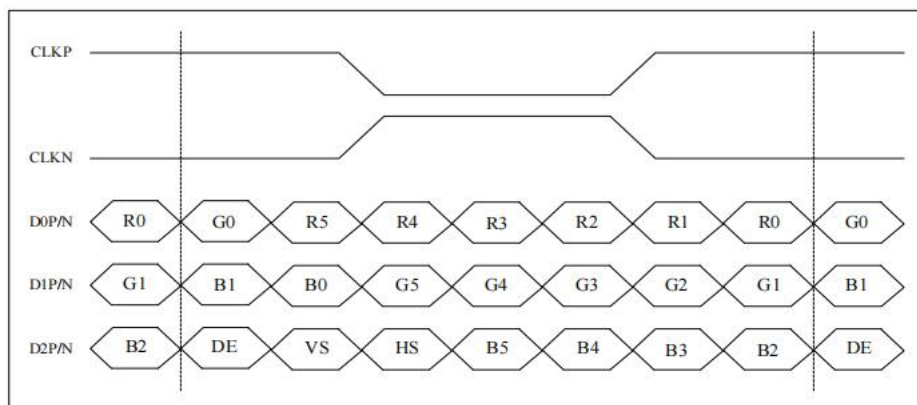 CLKP
CLKN
D0P/N R0 G0 R5 R4 R3 R2 R1 R0 G0
D1P/N G1 B1 B0 G5 G4 G3 G2 G1 B1
D2P/N B2 DE VS HS B5 B4 B3 B2 DE